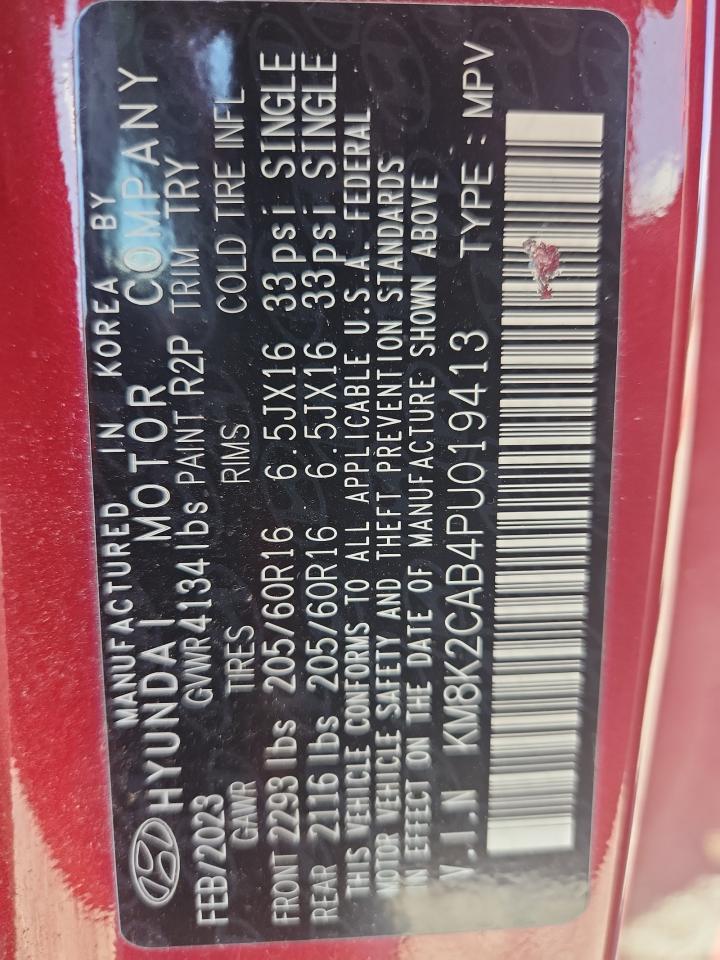 MANUFACTURED IN KOREA BY
HYUNDAI MOTOR COMPANY
FEB/2023 GVWR 4134 lbs PAINT R2P TRIM TRY
GAWR TIRES RIMS COLD TIRE INFL
FRONT 2293 lbs 205/60R16 6.5JX16 33psi SINGLE
REAR 2116 lbs 205/60R16 6.5JX16 33psi SINGLE
THIS VEHICLE CONFORMS TO ALL APPLICABLE U.S.A. FEDERAL
MOTOR VEHICLE SAFETY AND THEFT PREVENTION STANDARDS
IN EFFECT ON THE DATE OF MANUFACTURE SHOWN ABOVE
V.I.N KM8K2CAB4PU019413 TYPE : MPV